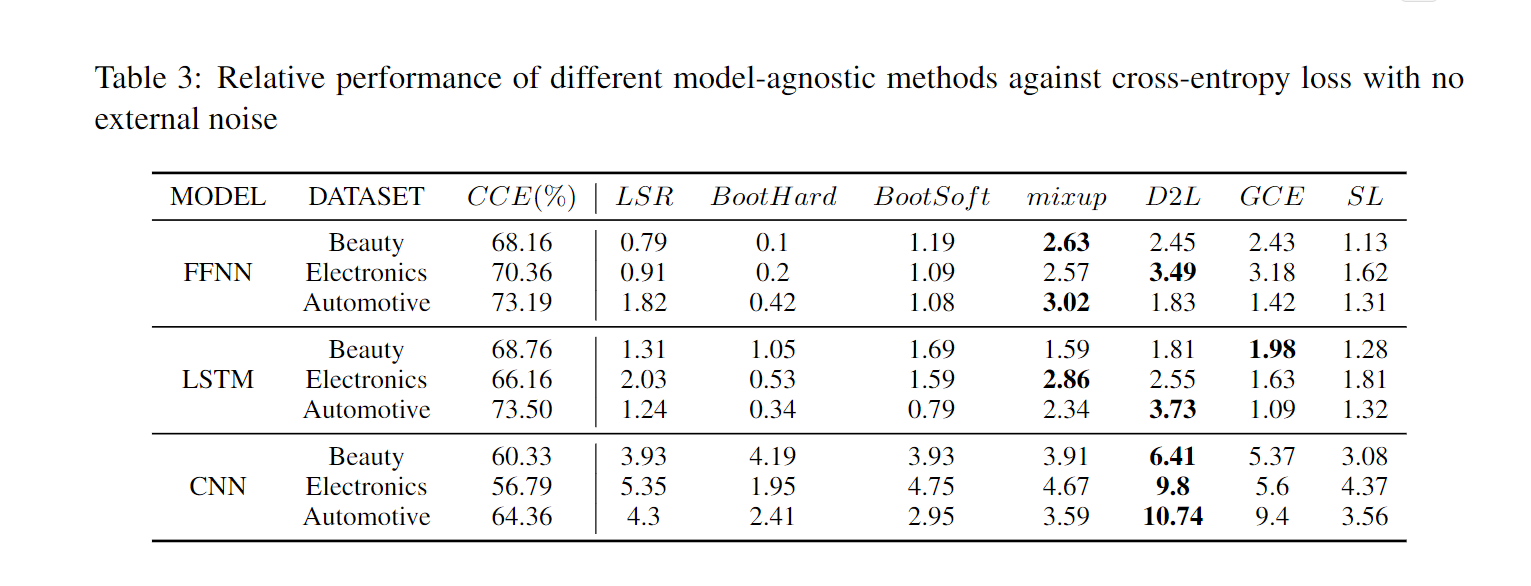 Table 3: Relative performance of different model-agnostic methods against cross-entropy loss with no
external noise
MODEL DATASET CCE(%) LSR BootHard BootSoft mixup D2L GCE SL
Beauty 68.16 0.79 0.1 1.19 2.63 2.45 2.43 1.13
FFNN Electronics 70.36 0.91 0.2 1.09 2.57 3.49 3.18 1.62
Automotive 73.19 1.82 0.42 1.08 3.02 1.83 1.42 1.31
Beauty 68.76 1.31 1.05 1.69 1.59 1.81 1.98 1.28
LSTM Electronics 66.16 2.03 0.53 1.59 2.86 2.55 1.63 1.81
Automotive 73.50 1.24 0.34 0.79 2.34 3.73 1.09 1.32
Beauty 60.33 3.93 4.19 3.93 3.91 6.41 5.37 3.08
CNN Electronics 56.79 5.35 1.95 4.75 4.67 9.8 5.6 4.37
Automotive 64.36 4.3 2.41 2.95 3.59 10.74 9.4 3.56